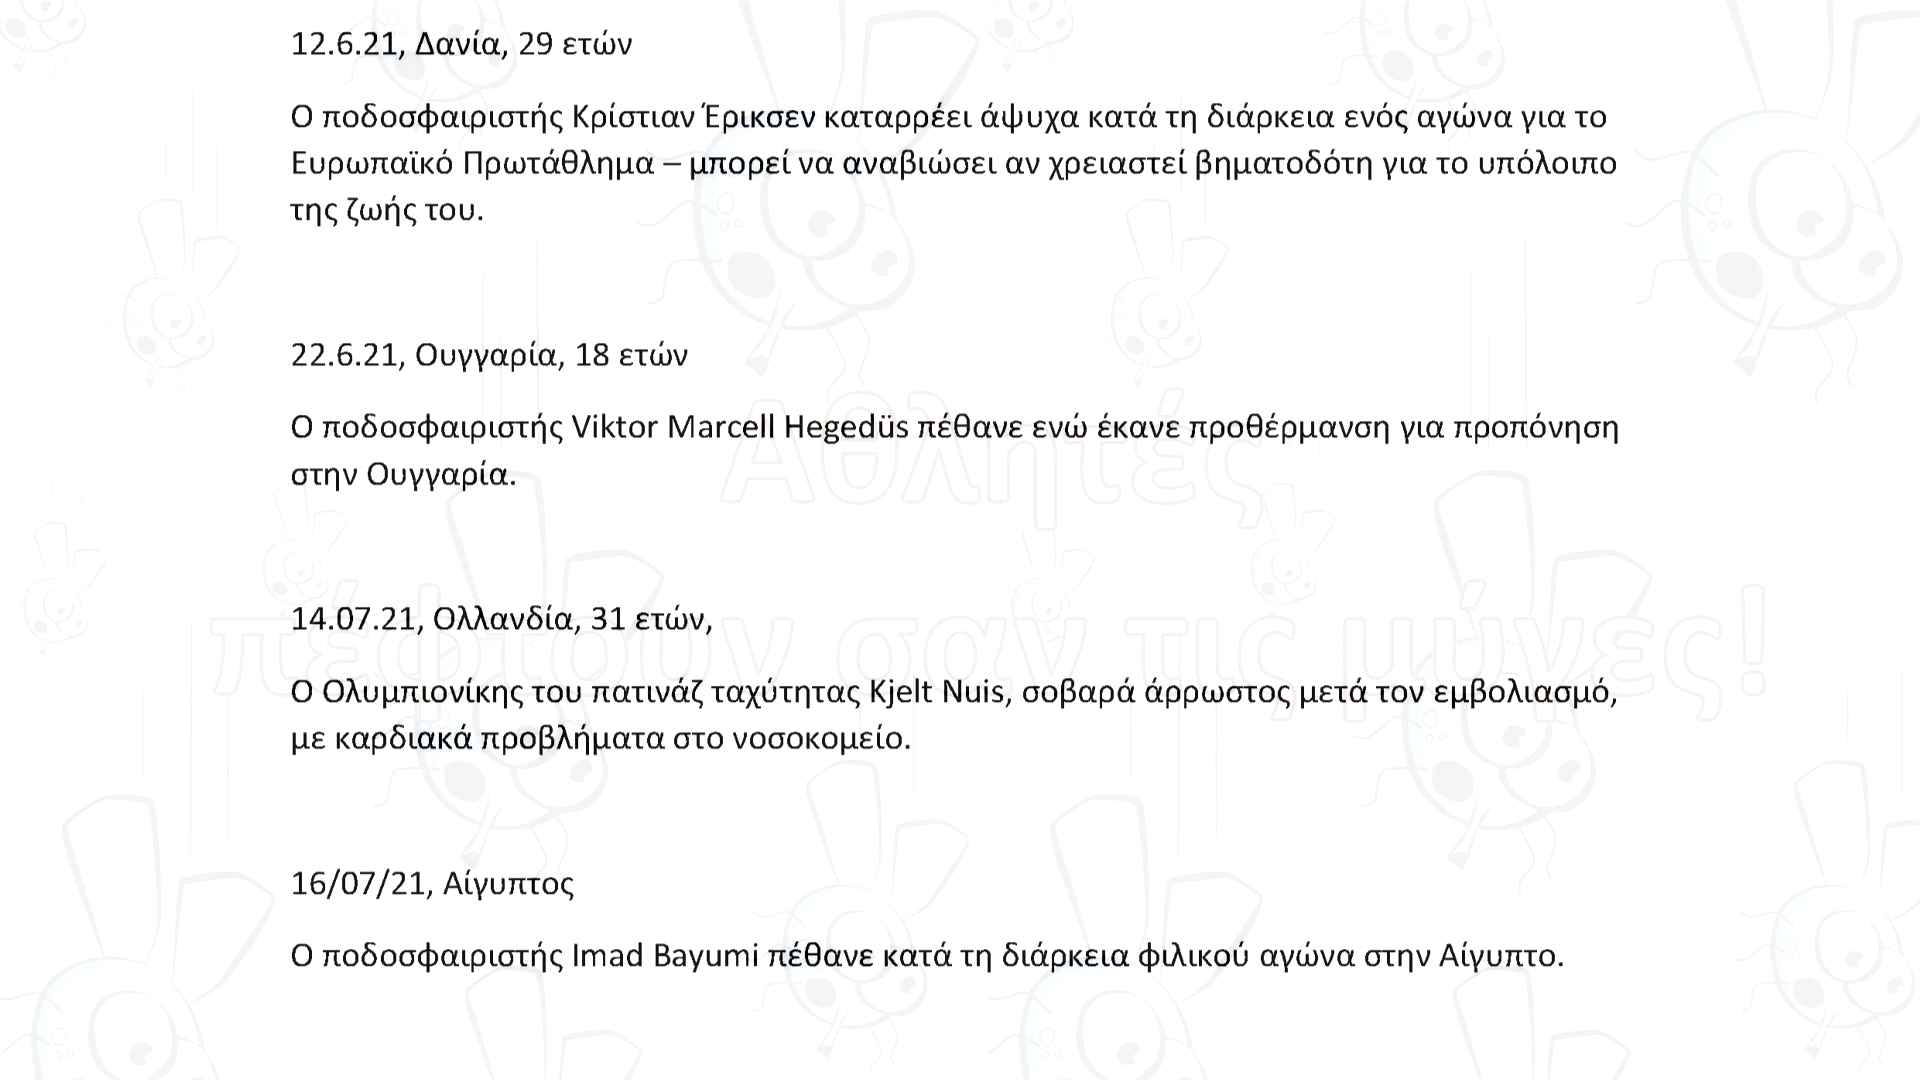 12.6.21, Δανία, 29 ετών
Ο ποδοσφαιριστής Κρίστιαν Έρικσεν καταρρέει άψυχα κατά τη διάρκεια ενός αγώνα για το
Ευρωπαϊκό Πρωτάθλημα – μπορεί να αναβιώσει αν χρειαστεί βηματοδότη για το υπόλοιπο
της ζωής του.
22.6.21, Ουγγαρία, 18 ετών
Ο ποδοσφαιριστής Viktor Marcell Hegedüs πέθανε ενώ έκανε προθέρμανση για προπόνηση
στην Ουγγαρία.
Αθλητές
πέφτουν σαν τις μύγες!
14.07.21, Ολλανδία, 31 ετών,
Ο Ολυμπιονίκης του πατινάζ ταχύτητας Kjelt Nuis, σοβαρά άρρωστος μετά τον εμβολιασμό,
με καρδιακά προβλήματα στο νοσοκομείο.
16/07/21, Αίγυπτος
Ο ποδοσφαιριστής Imad Bayumi πέθανε κατά τη διάρκεια φιλικού αγώνα στην Αίγυπτο.